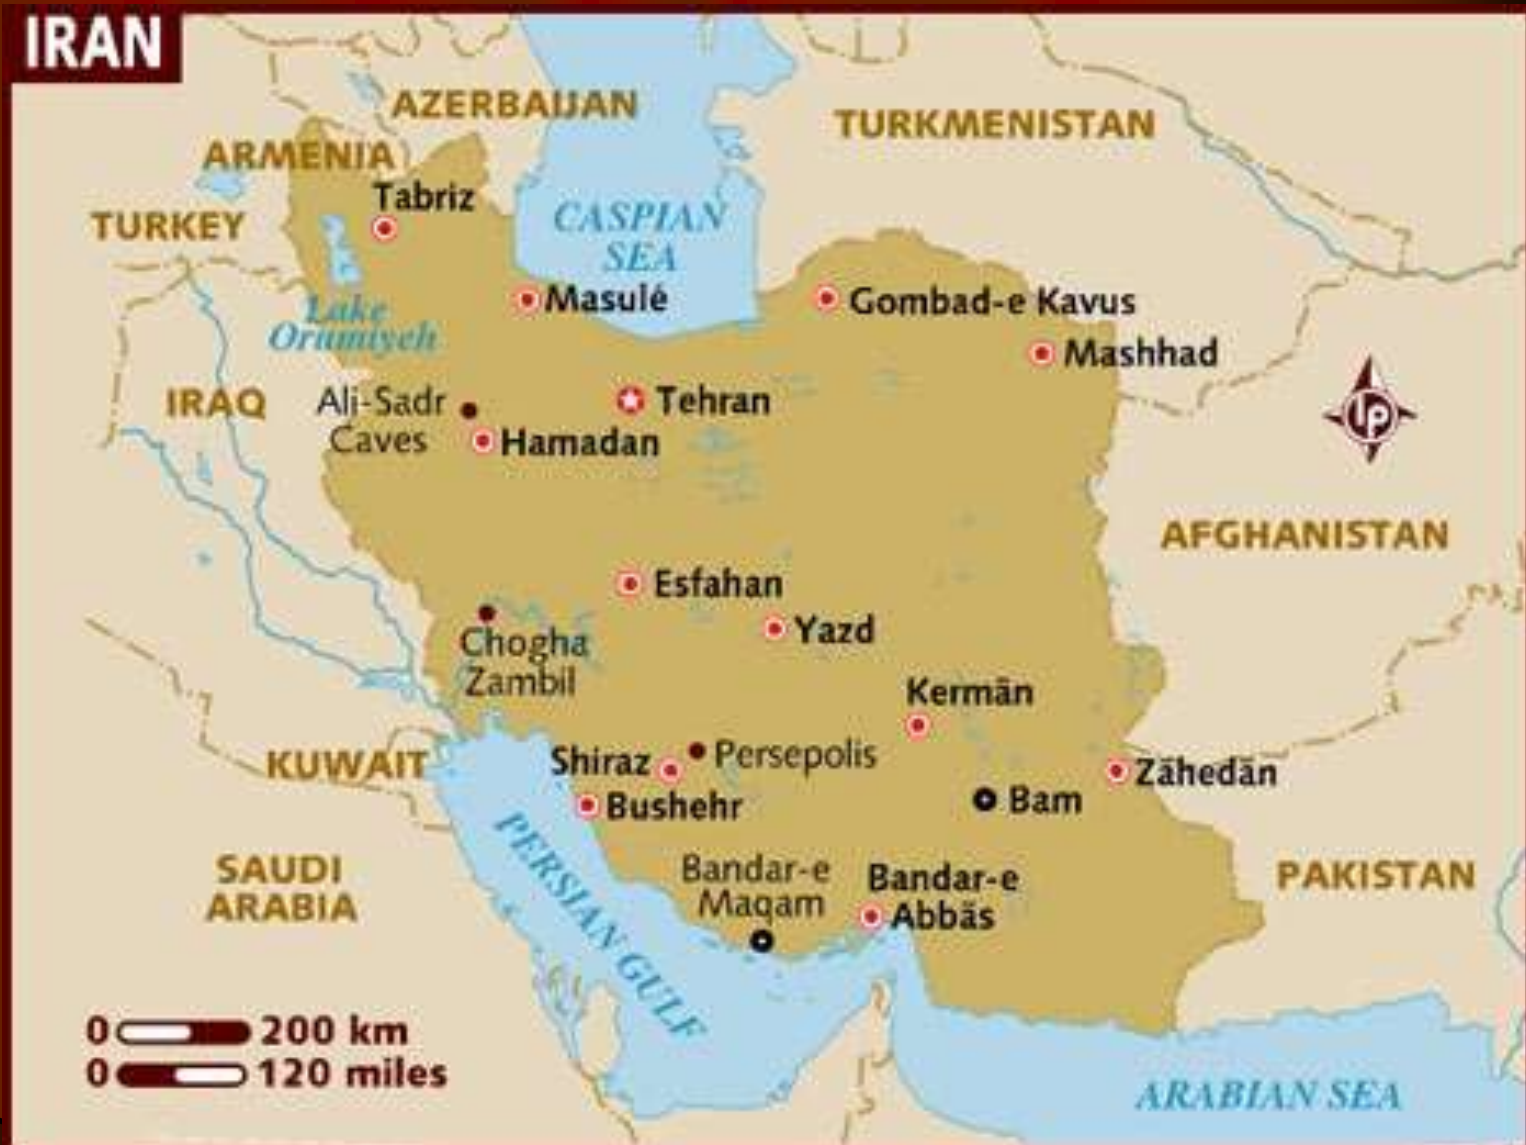 IRAN
AZERBAIJAN
TURKMENISTAN
ARMENIA
Tabriz
TURKEY
CASPIAN
SEA
Masulé
Gombad-e Kavus
Lake
Orumiyeh
Mashhad
IRAQ
Ali-Sadr
Caves
Tehran
lp
Hamadan
AFGHANISTAN
Esfahan
Yazd
Chogha
Zambil
Kermān
KUWAIT
Shiraz
Persepolis
Zāhedān
Bushehr
Bam
SAUDI
ARABIA
PERSIAN GULF
Bandar-e
Maqam
Bandar-e
Abbās
PAKISTAN
0 200 km
0 120 miles
ARABIAN SEA